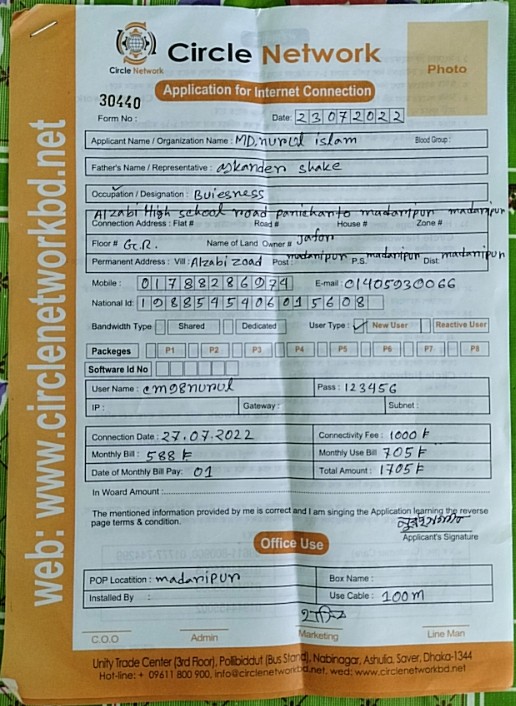 Circle Network
Circle Network
Photo
Application for Internet Connection
30440
Form No :
Date: 23072022
Applicant Name / Organization Name : MD. nurul islam Blood Group :
Father's Name / Representative : askander shake
Occupation / Designation : Buiesness
Alzabi High school road panichanto madaripur madaripur
Connection Address : Flat # Road # House # Zone #
Floor # G.R. Name of Land Owner # Jafor
madaripur madaripur madaripur
Permanent Address : Vill : Alzabi zoad Post : P.S. Dist
Mobile : 01788286974 E-mail : 01405930066
National Id: 1988545406015608
Bandwidth Type Shared Dedicated User Type : New User Reactive User
Packeges P1 P2 P3 P4 P5 P6 P7 P8
Software Id No
User Name : cm98nurul Pass : 123456
IP : Gateway : Subnet :
Connection Date : 27.07.2022 Connectivity Fee : 1000 ৳
Monthly Bill : 588 ৳ Monthly Use Bill 705 ৳
Date of Monthly Bill Pay: 01 Total Amount : 1705 ৳
In Woard Amount :
The mentioned information provided by me is correct and I am singing the Application learning the reverse
page terms & condition.
Applicant's Signature
Office Use
POP Locatition : madaripur Box Name :
Installed By : Use Cable : 100m
C.O.O Admin Marketing Line Man
Unity Trade Center (3rd Floor), Pollibiddut (Bus Stand), Nabinagar, Ashulia, Saver, Dhaka-1344
Hot-line: + 09611 800 900, info@circlenetworkbd.net, wed: www.circlenetworkbd.net
web: www.circlenetworkbd.net